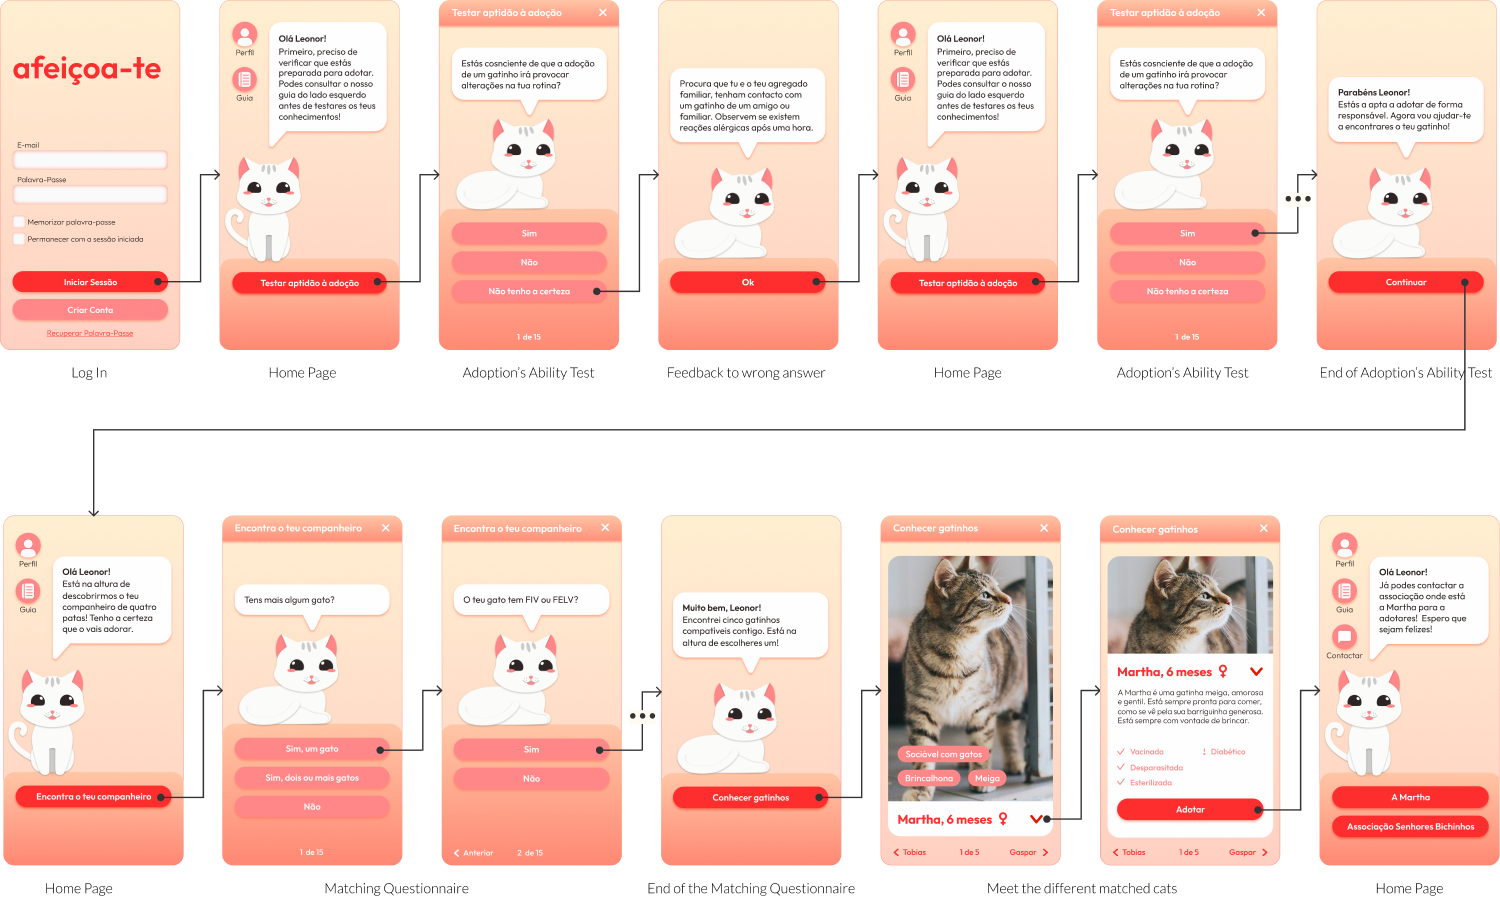 afeiçoa-te
E-mail
Palavra-Passe
Memorizar palavra-passe
Permanecer com a sessão iniciada
Iniciar Sessão
Criar Conta
Recuperar Palavra-Passe
Log In
Perfil
Guia
Olá Leonor!
Primeiro, preciso de
verificar que estás
preparada para adotar.
Podes consultar o nosso
guia do lado esquerdo
antes de testares os teus
conhecimentos!
Testar aptidão à adoção
Home Page
Testar aptidão à adoção
Estás cosnciente de que a adoção
de um gatinho irá provocar
alterações na tua rotina?
Sim
Não
Não tenho a certeza
1 de 15
Adoption's Ability Test
Procura que tu e o teu agregado
familiar, tenham contacto com
um gatinho de um amigo ou
familiar. Observem se existem
reações alérgicas após uma hora.
Ok
Feedback to wrong answer
Perfil
Guia
Olá Leonor!
Primeiro, preciso de
verificar que estás
preparada para adotar.
Podes consultar o nosso
guia do lado esquerdo
antes de testares os teus
conhecimentos!
Testar aptidão à adoção
Home Page
Testar aptidão à adoção
Estás cosnciente de que a adoção
de um gatinho irá provocar
alterações na tua rotina?
Sim
Não
Não tenho a certeza
1 de 15
Adoption's Ability Test
Parabéns Leonor!
Estás a apta a adotar de forma
responsável. Agora vou ajudar-te
a encontrares o teu gatinho!
Continuar
End of Adoption's Ability Test
Perfil
Guia
Olá Leonor!
Está na altura de
descobrirmos o teu
companheiro de quatro
patas! Tenho a certeza
que o vais adorar.
Encontra o teu companheiro
Home Page
Encontra o teu companheiro
Tens mais algum gato?
Sim, um gato
Sim, dois ou mais gatos
Não
1 de 15
Encontra o teu companheiro
O teu gato tem FIV ou FELV?
Sim
Não
Anterior
2 de 15
Matching Questionnaire
Muito bem, Leonor!
Encontrei cinco gatinhos
compatíveis contigo. Está na
altura de escolheres um!
Conhecer gatinhos
End of the Matching Questionnaire
Conhecer gatinhos
Sociável com gatos
Brincalhona
Meiga
Martha, 6 meses
Tobias
1 de 5
Gaspar
Conhecer gatinhos
Martha, 6 meses
A Martha é uma gatinha meiga, amorosa
e gentil. Está sempre pronta para comer,
como se vê pela sua barriguinha generosa.
Está sempre com vontade de brincar.
Vacinada
Diabético
Desparasitada
Esterilizada
Adotar
Tobias
1 de 5
Gaspar
Meet the different matched cats
Perfil
Guia
Contactar
Olá Leonor!
Já podes contactar a
associação onde está
a Martha para a
adotares! Espero que
sejam felizes!
A Martha
Associação Senhores Bichinhos
Home Page